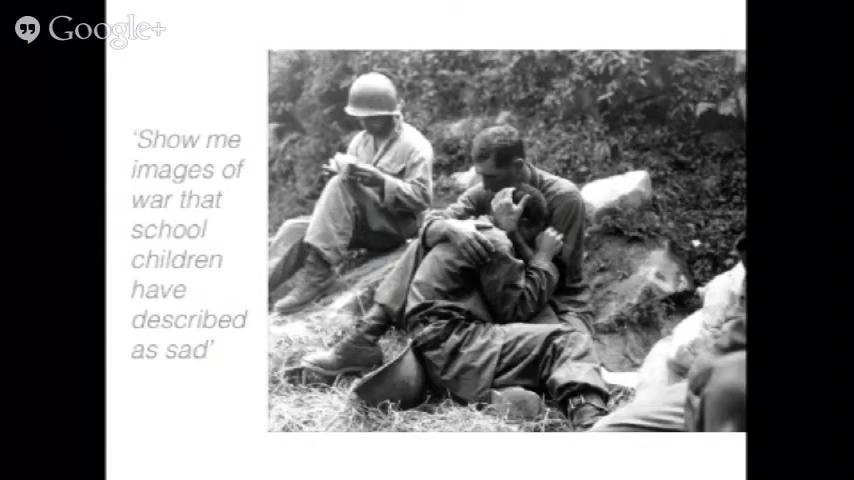 Google+
‘Show me
images of
war that
school
children
have
described
as sad’